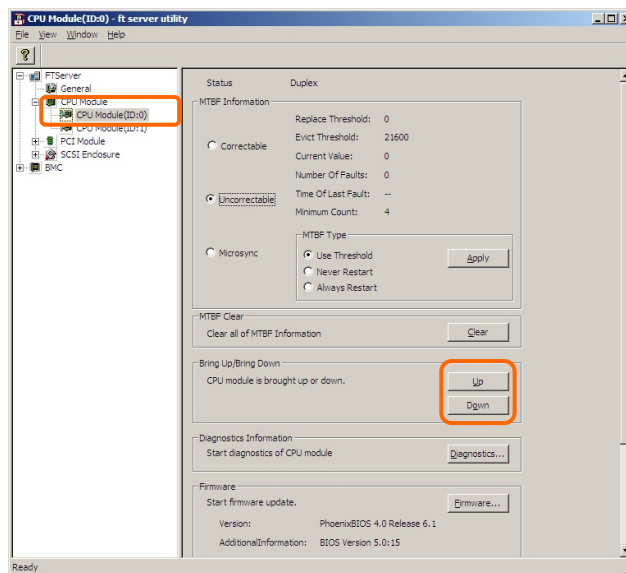 CPU Module(ID:0) - ft server utility
File View Window Help
FTServer
General
CPU Module
CPU Module(ID:0)
CPU Module(ID:1)
PCI Module
SCSI Enclosure
BMC
Status Duplex
MTBF Information
Correctable
Uncorrectable
Microsync
Replace Threshold: 0
Evict Threshold: 21600
Current Value: 0
Number Of Faults: 0
Time Of Last Fault: --
Minimum Count: 4
MTBF Type
Use Threshold
Never Restart
Always Restart
Apply
MTBF Clear
Clear all of MTBF Information
Clear
Bring Up/Bring Down
CPU module is brought up or down.
Up
Down
Diagnostics Information
Start diagnostics of CPU module
Diagnostics...
Firmware
Start firmware update.
Firmware...
Version: PhoenixBIOS 4.0 Release 6.1
AdditionalInformation: BIOS Version 5.0:15
Ready